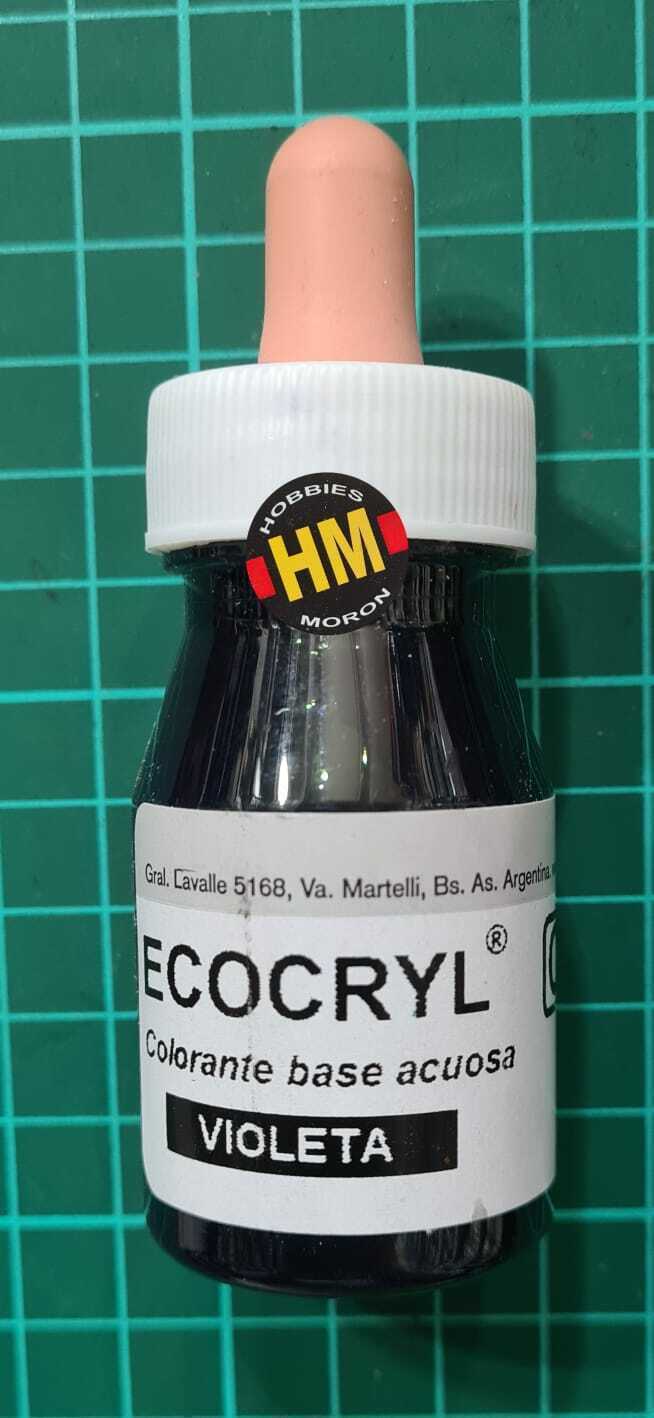 HOBBIES
HM
MORON
Gral. Lavalle 5168, Va. Martelli, Bs. As. Argentina.
ECOCRYL®
Colorante base acuosa
VIOLETA